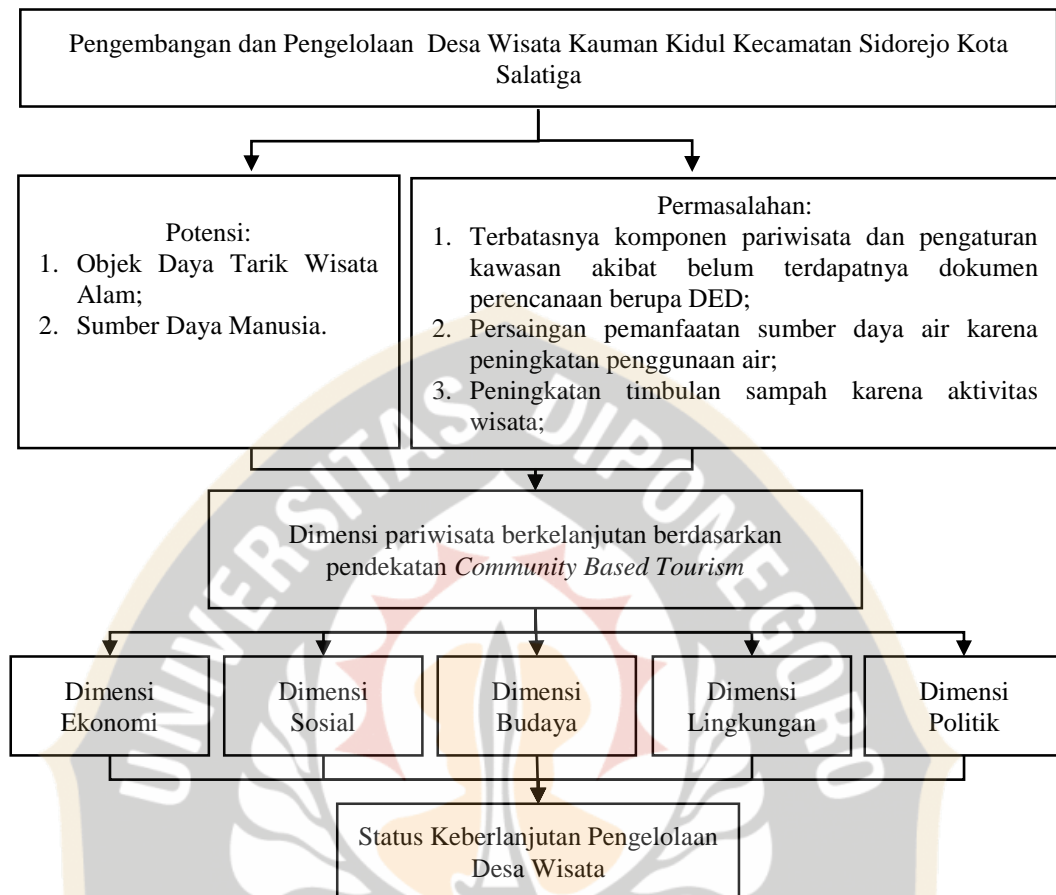 Pengembangan dan Pengelolaan Desa Wisata Kauman Kidul Kecamatan Sidorejo Kota
Salatiga
Potensi:
1. Objek Daya Tarik Wisata
Alam;
2. Sumber Daya Manusia.
Permasalahan:
1. Terbatasnya komponen pariwisata dan pengaturan
kawasan akibat belum terdapatnya dokumen
perencanaan berupa DED;
2. Persaingan pemanfaatan sumber daya air karena
peningkatan penggunaan air;
3. Peningkatan timbulan sampah karena aktivitas
wisata;
Dimensi pariwisata berkelanjutan berdasarkan
pendekatan Community Based Tourism
Dimensi
Ekonomi
Dimensi
Sosial
Dimensi
Budaya
Dimensi
Lingkungan
Dimensi
Politik
Status Keberlanjutan Pengelolaan
Desa Wisata
UNIVERSITAS DIPONEGORO